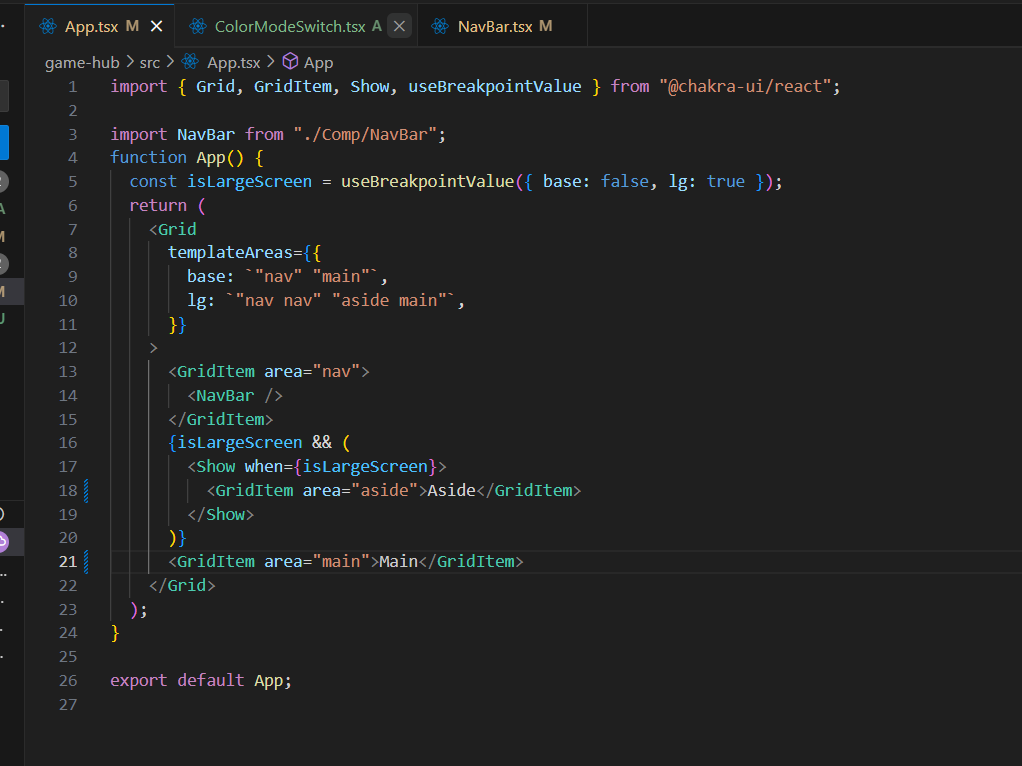 App.tsx M
ColorModeSwitch.tsx A
NavBar.tsx M
game-hub > src > App.tsx > App
1 import { Grid, GridItem, Show, useBreakpointValue } from "@chakra-ui/react";
2
3 import NavBar from "./Comp/NavBar";
4 function App() {
5   const isLargeScreen = useBreakpointValue({ base: false, lg: true });
6   return (
7     <Grid
8       templateAreas={{
9         base: `"nav" "main"`,
10         lg: `"nav nav" "aside main"`,
11       }}
12     >
13       <GridItem area="nav">
14         <NavBar />
15       </GridItem>
16       {isLargeScreen && (
17         <Show when={isLargeScreen}>
18           <GridItem area="aside">Aside</GridItem>
19         </Show>
20       )}
21       <GridItem area="main">Main</GridItem>
22     </Grid>
23   );
24 }
25
26 export default App;
27